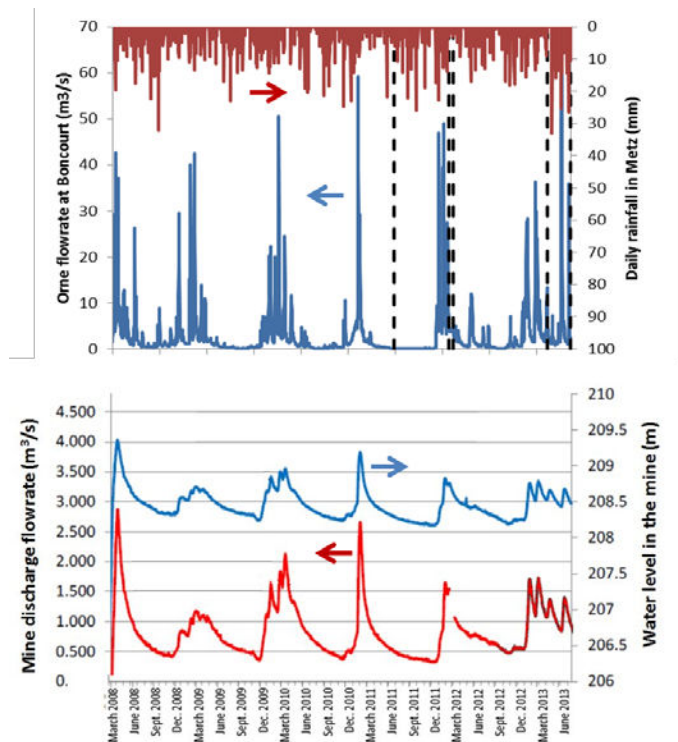 70
60
50
40
30
20
10
0
Orne flowrate at Boncourt (m3/s)
0
10
20
30
40
50
60
70
80
90
100
Daily rainfall in Metz (mm)
4.500
4.000
3.500
3.000
2.500
2.000
1.500
1.000
0.500
0.
Mine discharge flowrate (m³/s)
210
209.5
209
208.5
208
207.5
207
206.5
206
Water level in the mine (m)
March 2008
June 2008
Sept. 2008
Dec. 2008
March 2009
June 2009
Sept. 2009
Dec. 2009
March 2010
June 2010
Sept. 2010
Dec. 2010
March 2011
June 2011
Sept. 2011
Dec. 2011
March 2012
June 2012
Sept. 2012
Dec. 2012
March 2013
June 2013